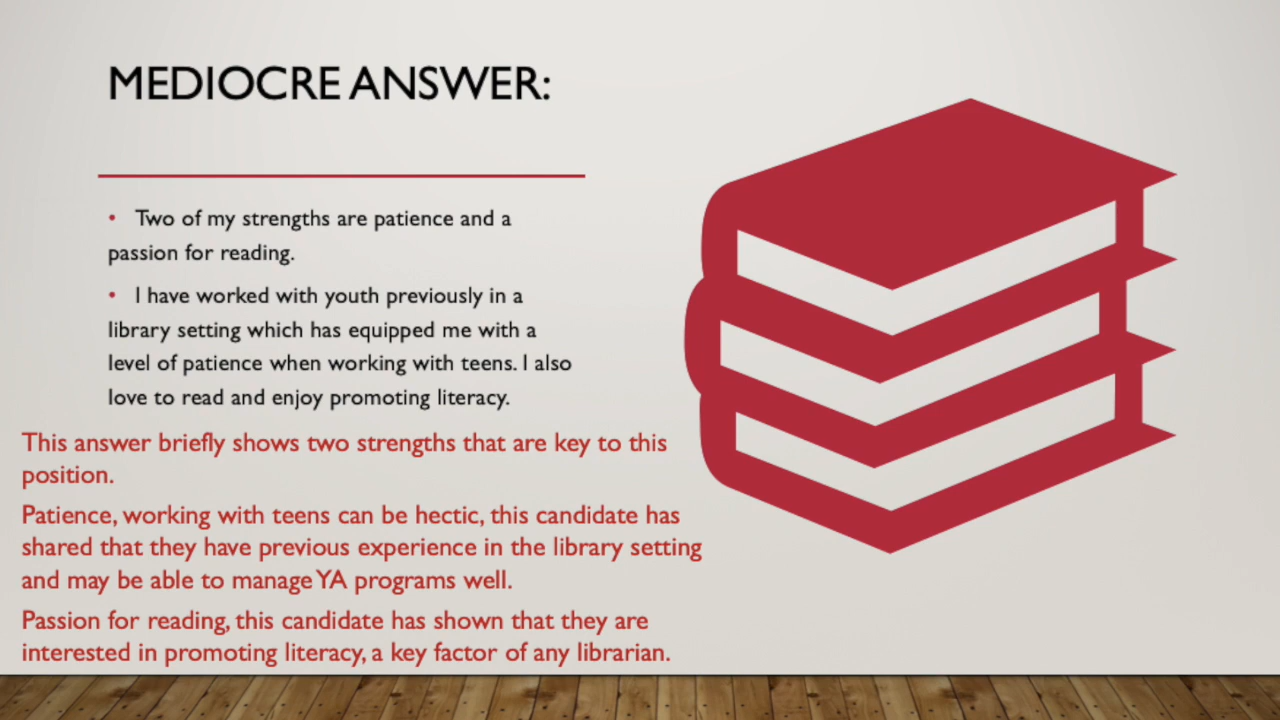 MEDIOCRE ANSWER:
• Two of my strengths are patience and a
passion for reading.
• I have worked with youth previously in a
library setting which has equipped me with a
level of patience when working with teens. I also
love to read and enjoy promoting literacy.
This answer briefly shows two strengths that are key to this
position.
Patience, working with teens can be hectic, this candidate has
shared that they have previous experience in the library setting
and may be able to manage YA programs well.
Passion for reading, this candidate has shown that they are
interested in promoting literacy, a key factor of any librarian.